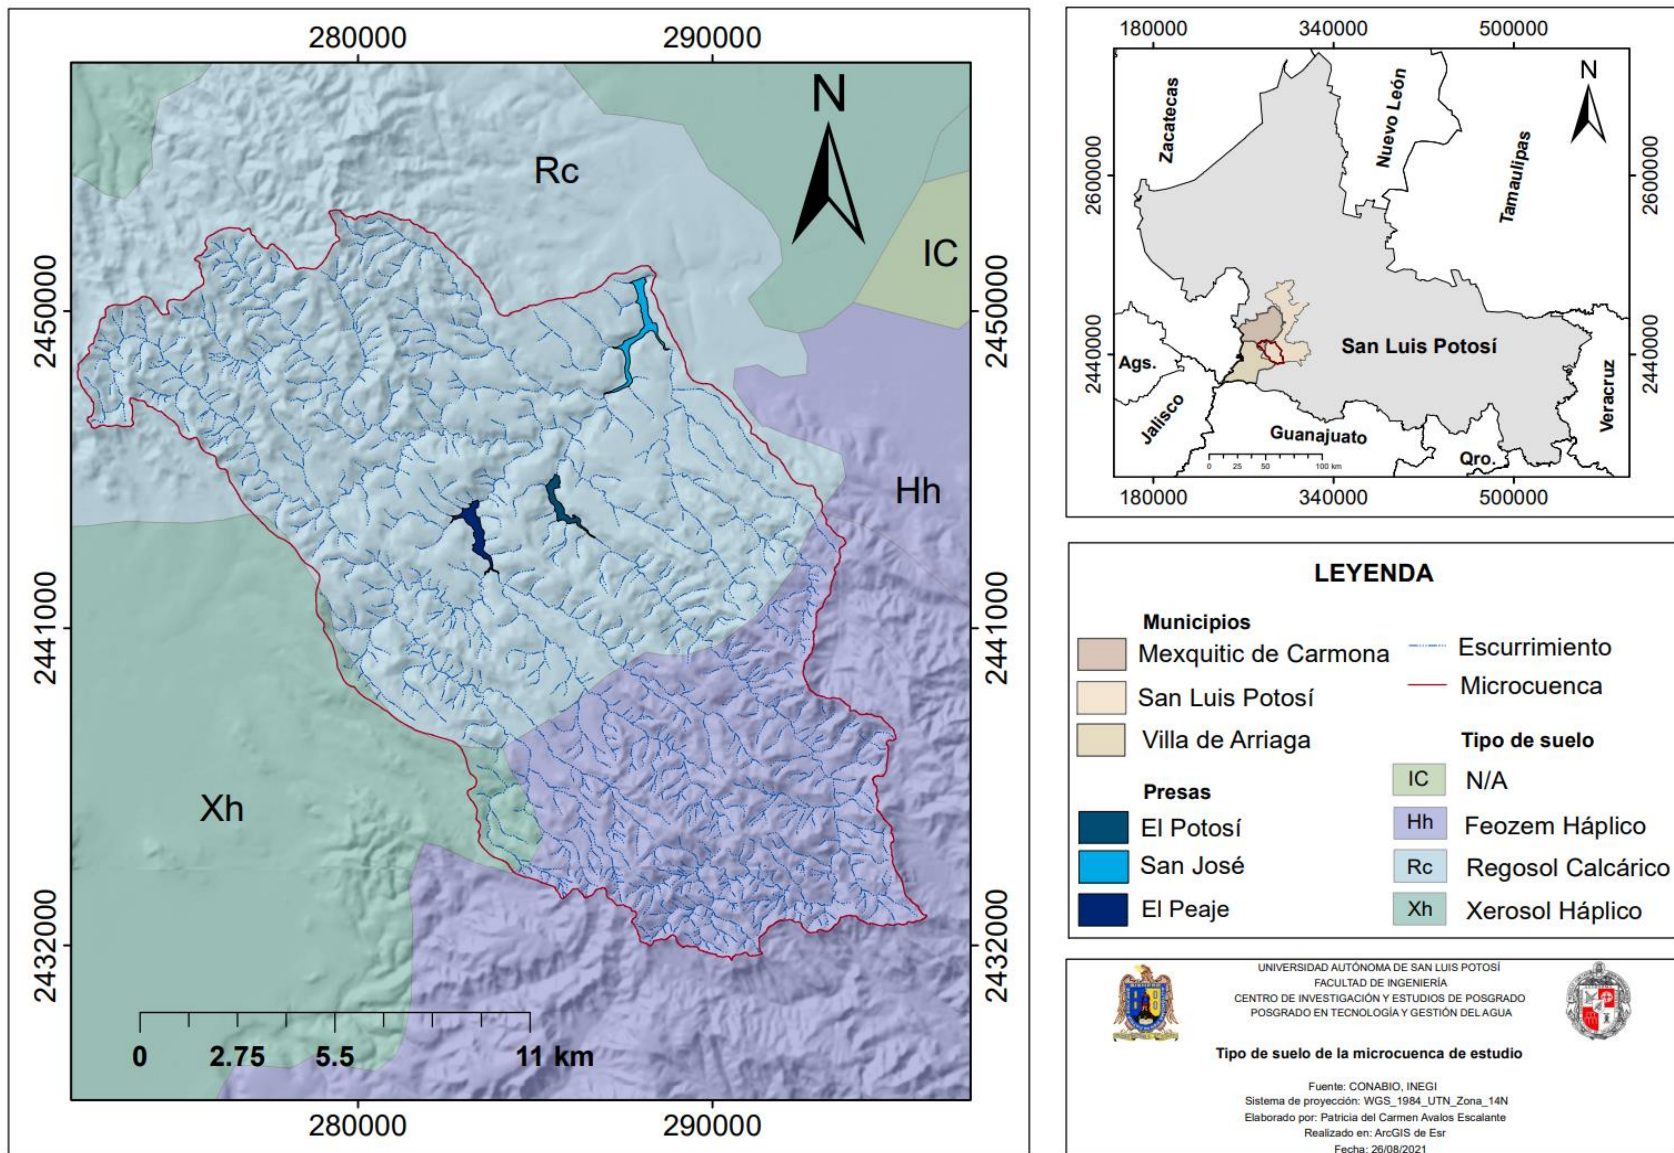 280000
290000
N
Rc
IC
2450000
2450000
Hh
2441000
2441000
Xh
2432000
2432000
0 2.75 5.5 11 km
280000
290000
180000
340000
500000
N
Zacatecas
Nuevo León
Tamaulipas
2600000
2600000
San Luis Potosí
2440000
2440000
Ags.
Jalisco
Guanajuato
Qro.
Veracruz
0 25 50 100 km
180000
340000
500000
LEYENDA
Municipios
Mexquitic de Carmona
San Luis Potosí
Villa de Arriaga
Presas
El Potosí
San José
El Peaje
Escurrimiento
Microcuenca
Tipo de suelo
IC N/A
Hh Feozem Háplico
Rc Regosol Calcárico
Xh Xerosol Háplico
UNIVERSIDAD AUTÓNOMA DE SAN LUIS POTOSÍ
FACULTAD DE INGENIERÍA
CENTRO DE INVESTIGACIÓN Y ESTUDIOS DE POSGRADO
POSGRADO EN TECNOLOGÍA Y GESTIÓN DEL AGUA
Tipo de suelo de la microcuenca de estudio
Fuente: CONABIO, INEGI
Sistema de proyección: WGS_1984_UTN_Zona_14N
Elaborado por: Patricia del Carmen Avalos Escalante
Realizado en: ArcGIS de Esr
Fecha: 26/08/2021